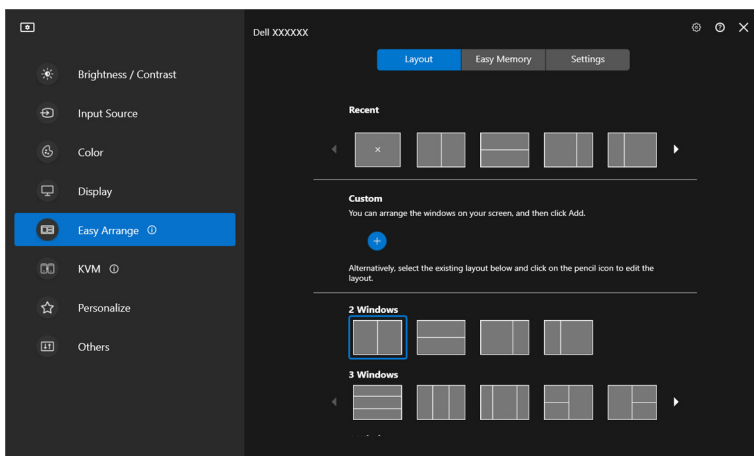 Dell XXXXXX
Layout
Easy Memory
Settings
Brightness / Contrast
Input Source
Color
Display
Easy Arrange
KVM
Personalize
Others
Recent
Custom
You can arrange the windows on your screen, and then click Add.
Alternatively, select the existing layout below and click on the pencil icon to edit the
layout.
2 Windows
3 Windows